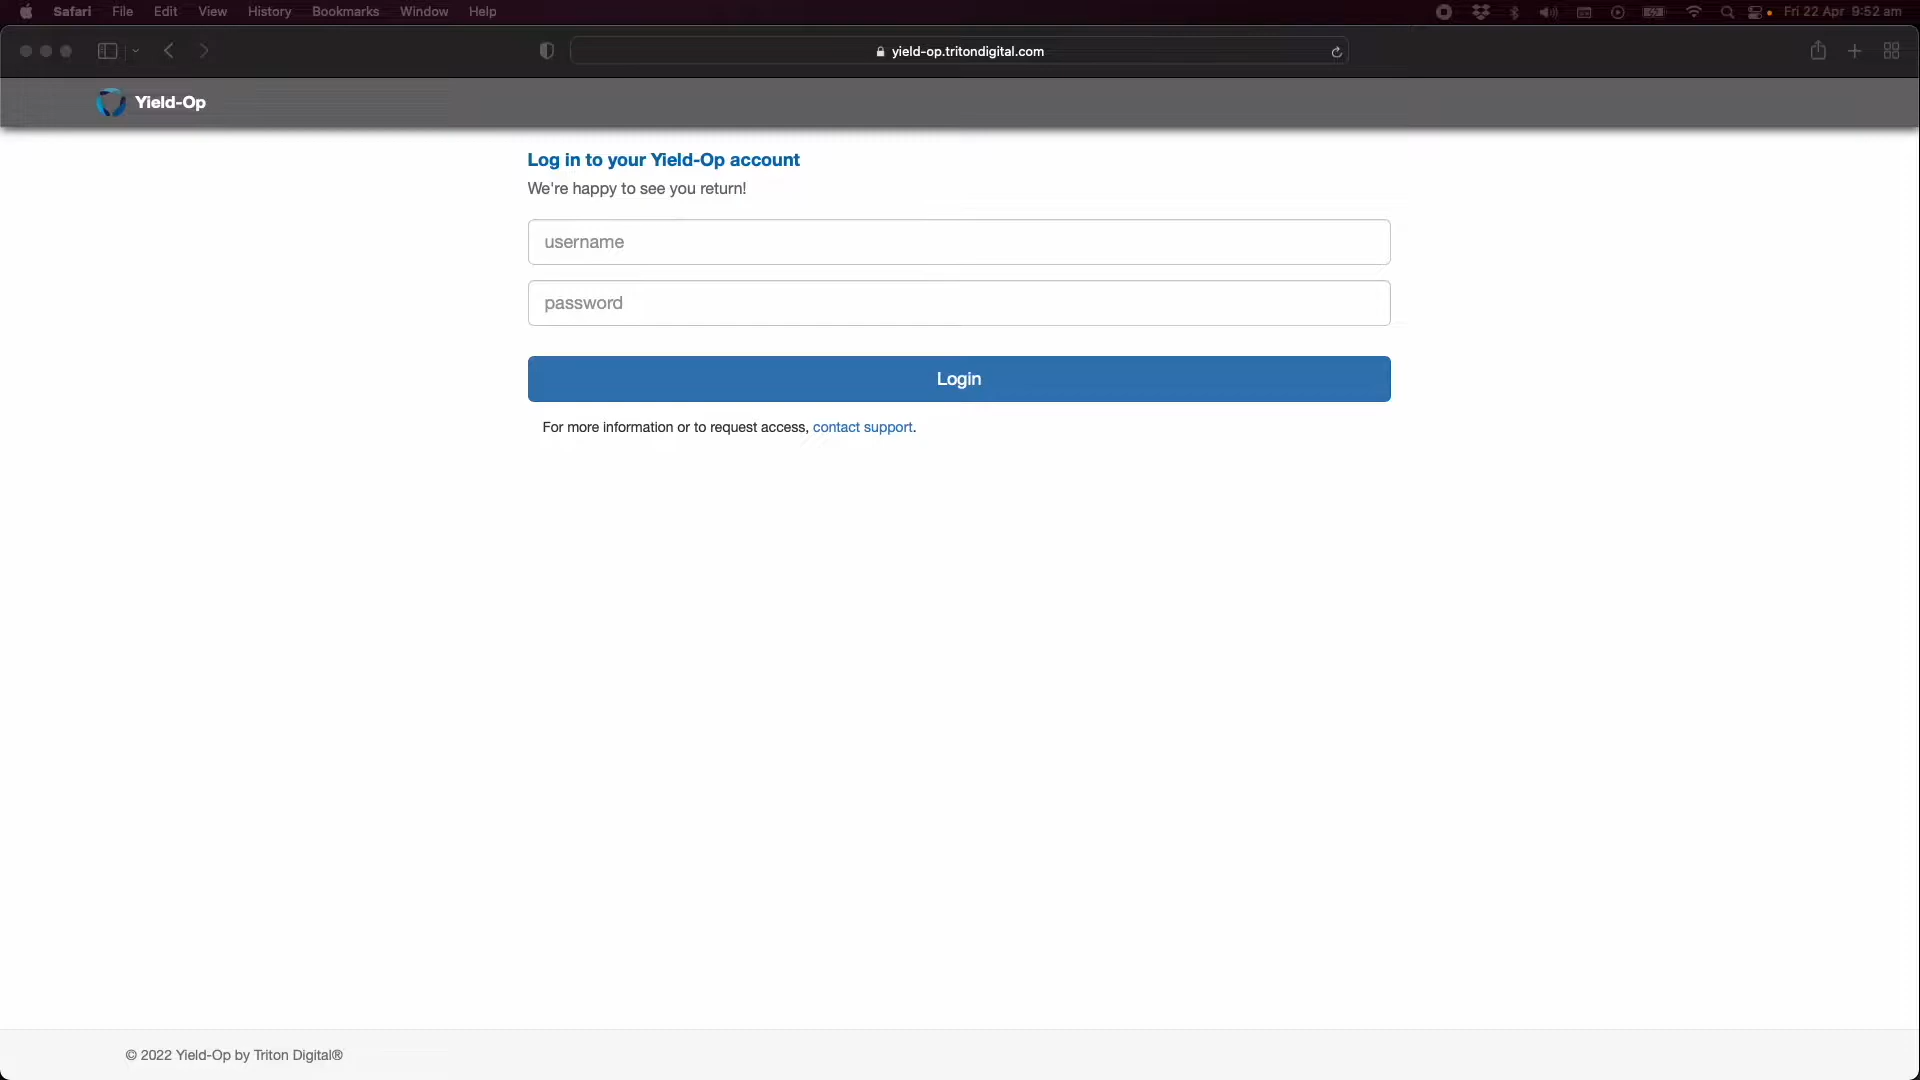 Safari File Edit View History Bookmarks Window Help Fri 22 Apr 9:52 am
yield-op.tritondigital.com
Yield-Op
Log in to your Yield-Op account
We're happy to see you return!
username
password
Login
For more information or to request access, contact support.
© 2022 Yield-Op by Triton Digital®